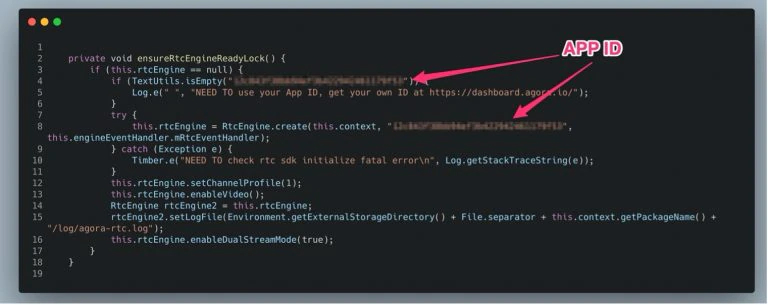 APP ID
1
2 private void ensureRtcEngineReadyLock() {
3 if (this.rtcEngine == null) {
4 if (TextUtils.isEmpty("
5 Log.e(" ", "NEED TO use your App ID, get your own ID at https://dashboard.agora.io/");
6 }
7 try {
8 this.rtcEngine = RtcEngine.create(this.context, "",
this.engineEventHandler.mRtcEventHandler);
9 } catch (Exception e) {
10 Timber.e("NEED TO check rtc sdk initialize fatal error\n", Log.getStackTraceString(e));
11 }
12 this.rtcEngine.setChannelProfile(1);
13 this.rtcEngine.enableVideo();
14 RtcEngine rtcEngine2 = this.rtcEngine;
15 rtcEngine2.setLogFile(Environment.getExternalStorageDirectory() + File.separator + this.context.getPackageName() +
"/log/agora-rtc.log");
16 this.rtcEngine.enableDualStreamMode(true);
17 }
18 }
19